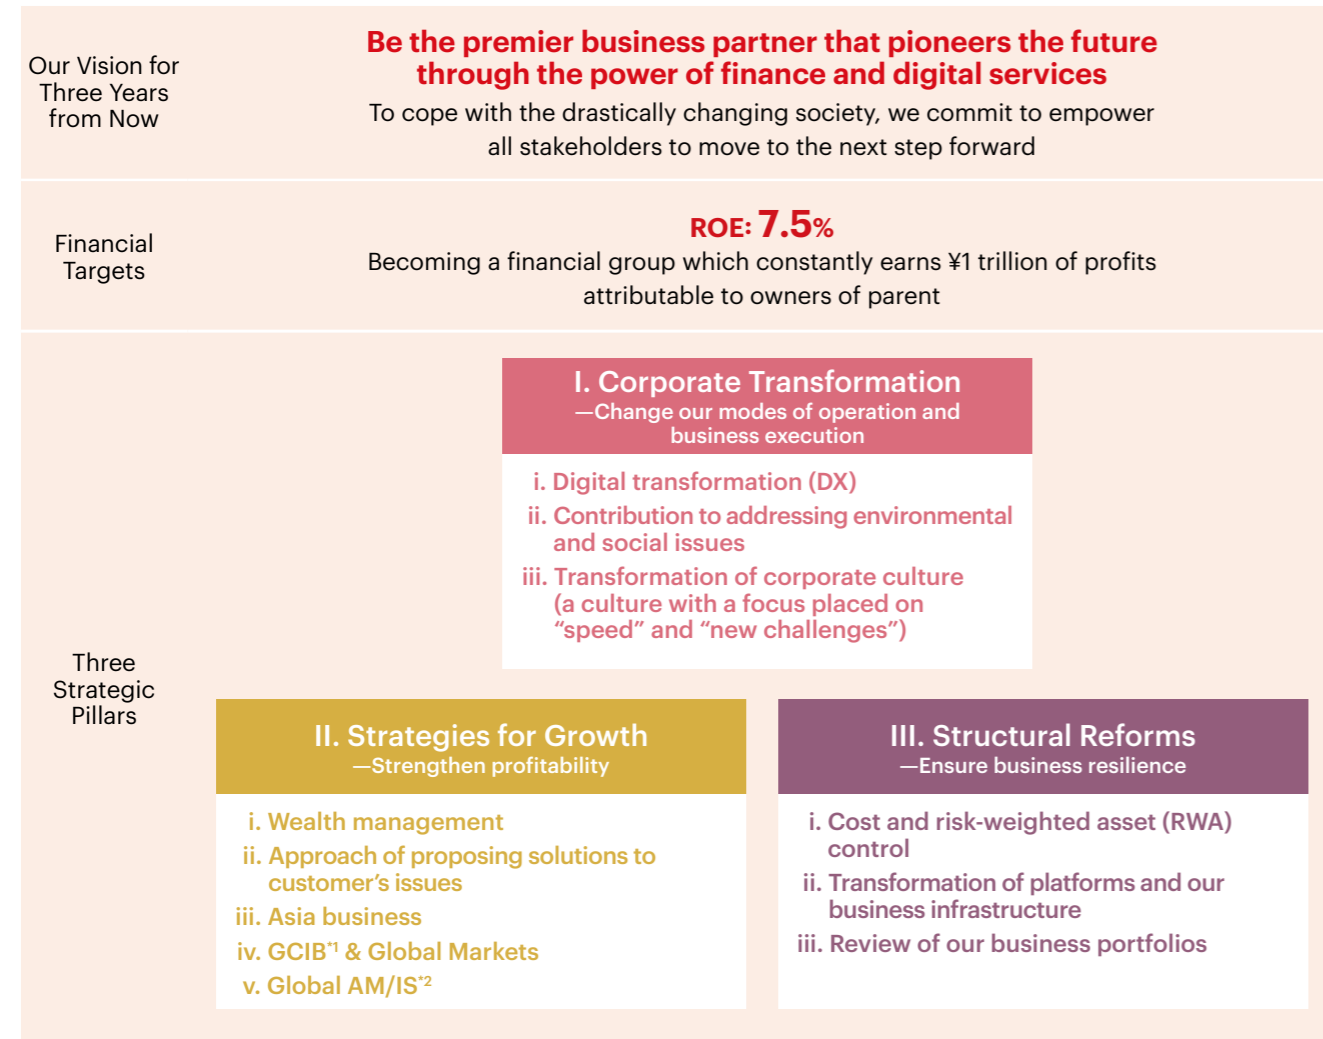 Our Vision for
Three Years
from Now
Be the premier business partner that pioneers the future
through the power of finance and digital services
To cope with the drastically changing society, we commit to empower
all stakeholders to move to the next step forward
Financial
Targets
ROE: 7.5%
Becoming a financial group which constantly earns ¥1 trillion of profits
attributable to owners of parent
Three
Strategic
Pillars
I. Corporate Transformation
—Change our modes of operation and
business execution
i. Digital transformation (DX)
ii. Contribution to addressing environmental
and social issues
iii. Transformation of corporate culture
(a culture with a focus placed on
“speed” and “new challenges”)
II. Strategies for Growth
—Strengthen profitability
i. Wealth management
ii. Approach of proposing solutions to
customer’s issues
iii. Asia business
iv. GCIB*1 & Global Markets
v. Global AM/IS*2
III. Structural Reforms
—Ensure business resilience
i. Cost and risk-weighted asset (RWA)
control
ii. Transformation of platforms and our
business infrastructure
iii. Review of our business portfolios